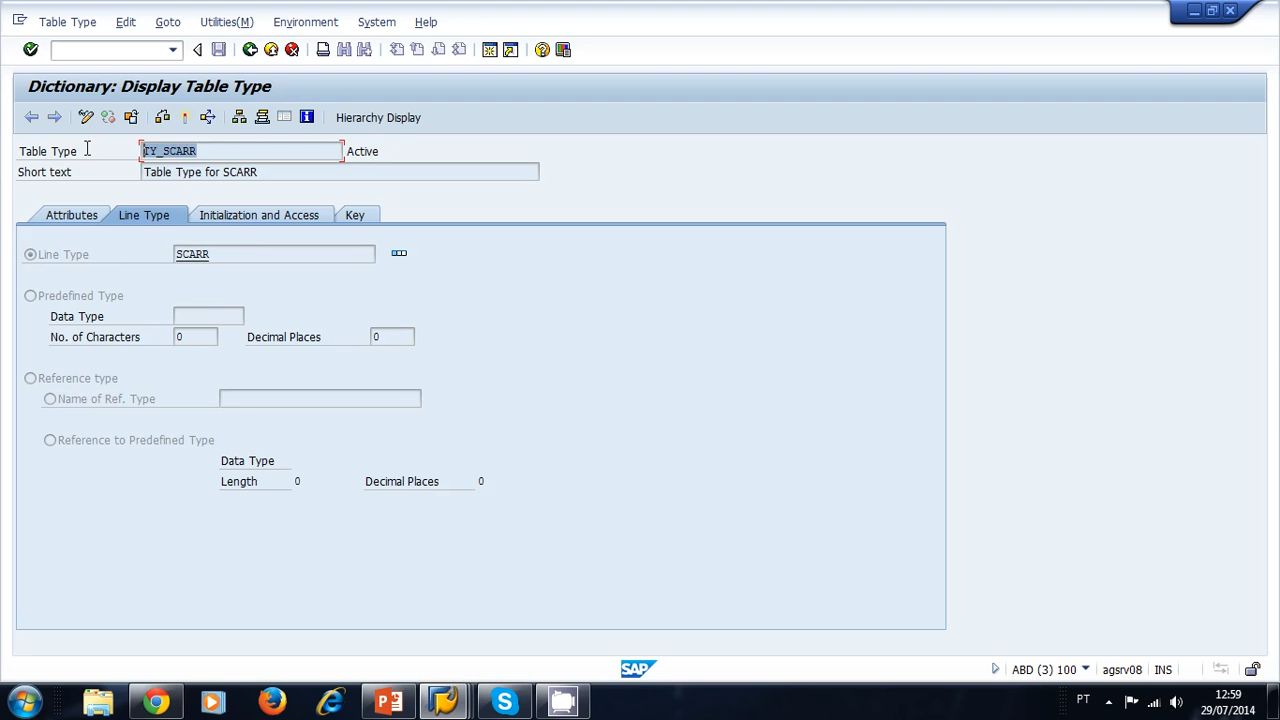 Table Type Edit Goto Utilities(M) Environment System Help
Dictionary: Display Table Type
Hierarchy Display
Table Type TY_SCARR Active
Short text Table Type for SCARR
Attributes Line Type Initialization and Access Key
Line Type SCARR
Predefined Type
Data Type
No. of Characters 0 Decimal Places 0
Reference type
Name of Ref. Type
Reference to Predefined Type
Data Type
Length 0 Decimal Places 0
SAP ABD (3) 100 agsrv08 INS
PT 12:59
29/07/2014